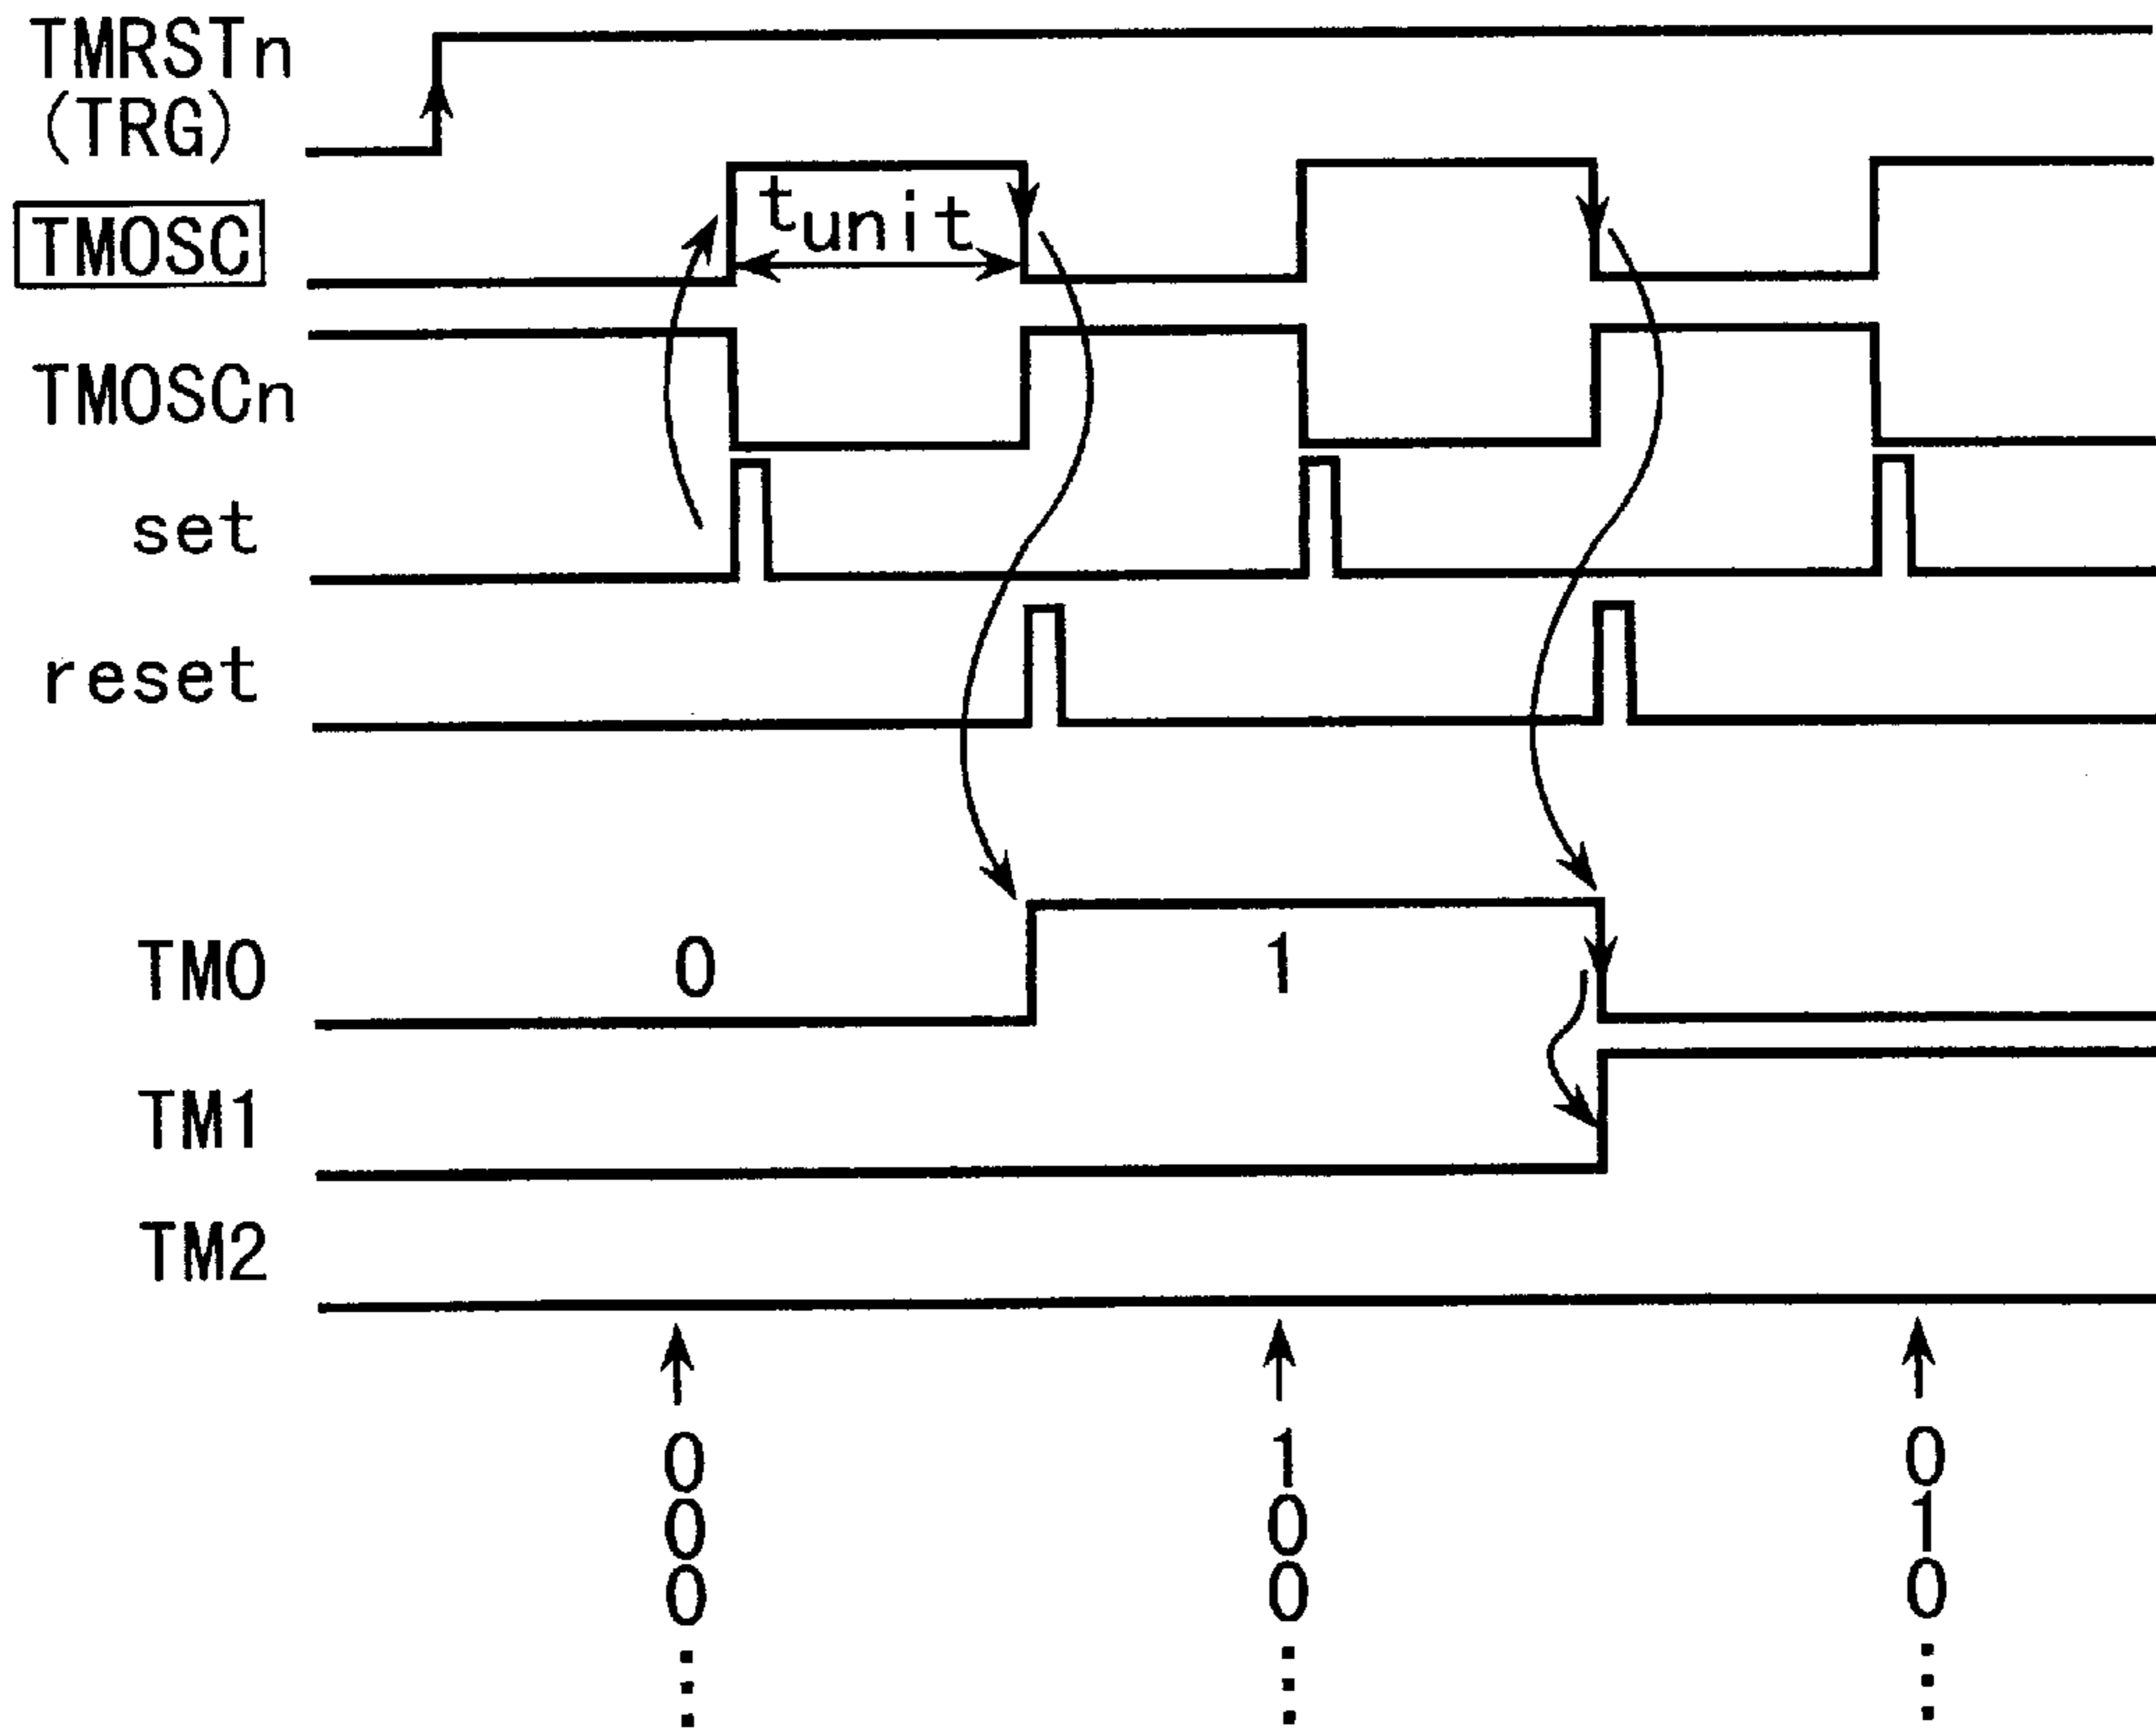 TMRSTn
(TRG)
TMOSC
tunit
TMOSCn
set
reset
TM0 0 1
TM1
TM2
0 1 0
0 0 1
0 0 0
⋮ ⋮ ⋮